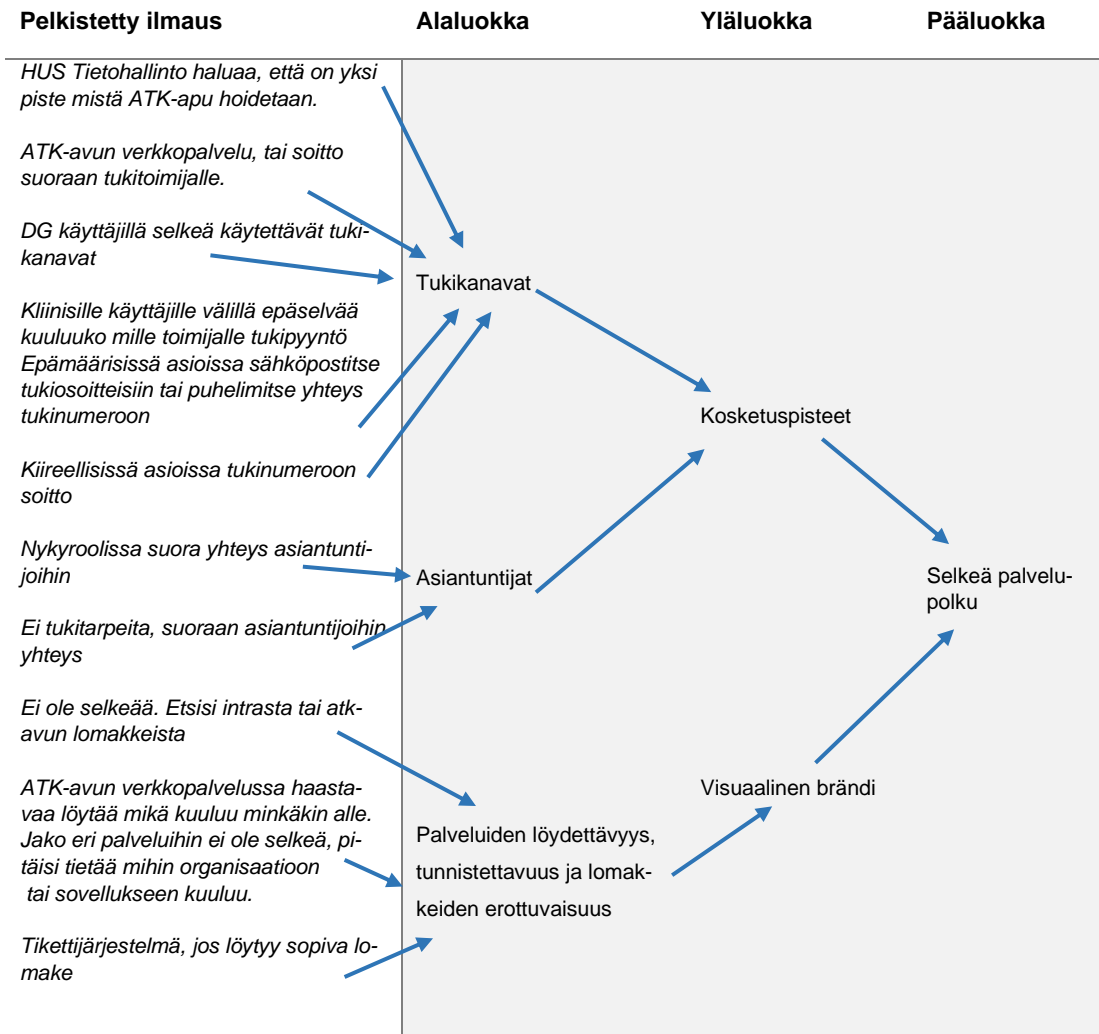 Pelkistetty ilmaus Alaluokka Yläluokka Pääluokka
HUS Tietohallinto haluaa, että on yksi
piste mistä ATK-apu hoidetaan.
ATK-avun verkkopalvelu, tai soitto
suoraan tukitoimijalle.
DG käyttäjillä selkeä käytettävät tuki-
kanavat
Tukikanavat
Kliinisille käyttäjille välillä epäselvää
kuuluuko mille toimijalle tukipyyntö
Epämäärisissä asioissa sähköpostitse
tukiosoitteisiin tai puhelimitse yhteys
tukinumeroon
Kosketuspisteet
Kiireellisissä asioissa tukinumeroon
soitto
Nykyroolissa suora yhteys asiantunti-
joihin
Asiantuntijat
Selkeä palvelu-
polku
Ei tukitarpeita, suoraan asiantuntijoihin
yhteys
Ei ole selkeää. Etsisi intrasta tai atk-
avun lomakkeista
ATK-avun verkkopalvelussa haasta-
vaa löytää mikä kuuluu minkäkin alle.
Jako eri palveluihin ei ole selkeä, pi-
täisi tietää mihin organisaatioon
tai sovellukseen kuuluu.
Visuaalinen brändi
Palveluiden löydettävyys,
tunnistettavuus ja lomak-
keiden erottuvaisuus
Tikettijärjestelmä, jos löytyy sopiva lo-
make